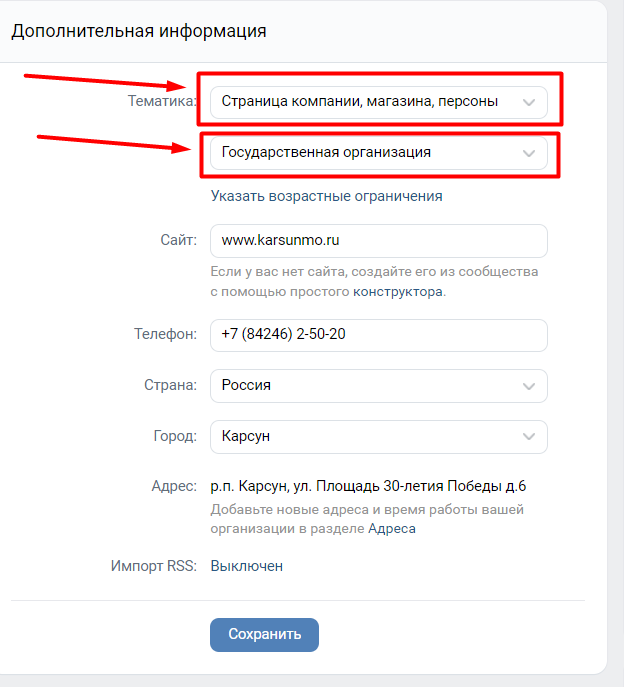 Дополнительная информация
Тематика: Страница компании, магазина, персоны
Государственная организация
Указать возрастные ограничения
Сайт: www.karsunmo.ru
Если у вас нет сайта, создайте его из сообщества
с помощью простого конструктора.
Телефон: +7 (84246) 2-50-20
Страна: Россия
Город: Карсун
Адрес: р.п. Карсун, ул. Площадь 30-летия Победы д.6
Добавьте новые адреса и время работы вашей
организации в разделе Адреса
Импорт RSS: Выключен
Сохранить